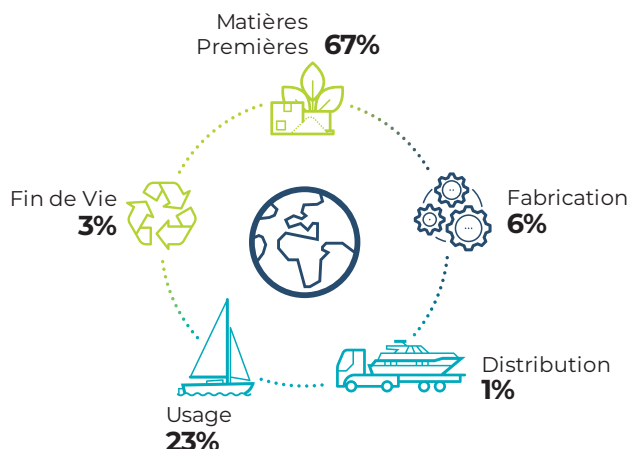 Matières
Premières 67%
Fabrication
6%
Distribution
1%
Usage
23%
Fin de Vie
3%